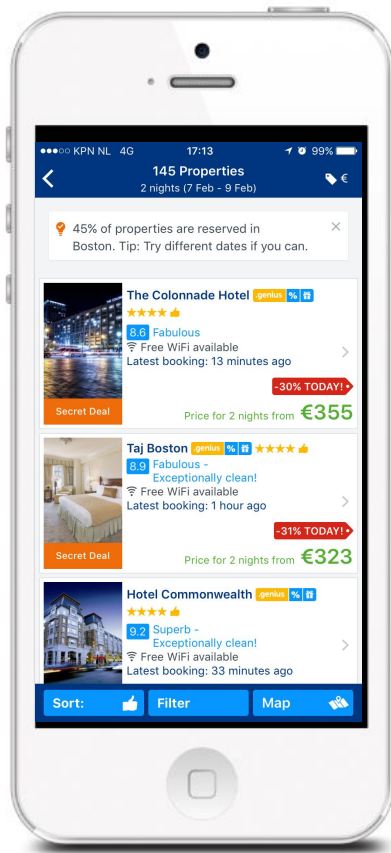 ●●●○○ KPN NL 4G 17:13 99%
145 Properties
2 nights (7 Feb - 9 Feb)
€
45% of properties are reserved in
Boston. Tip: Try different dates if you can.
The Colonnade Hotel .genius %
8.6 Fabulous
Free WiFi available
Latest booking: 13 minutes ago
-30% TODAY!
Secret Deal
Price for 2 nights from €355
Taj Boston .genius %
8.9 Fabulous -
Exceptionally clean!
Free WiFi available
Latest booking: 1 hour ago
-31% TODAY!
Secret Deal
Price for 2 nights from €323
Hotel Commonwealth .genius %
9.2 Superb -
Exceptionally clean!
Free WiFi available
Latest booking: 33 minutes ago
Sort: Filter Map